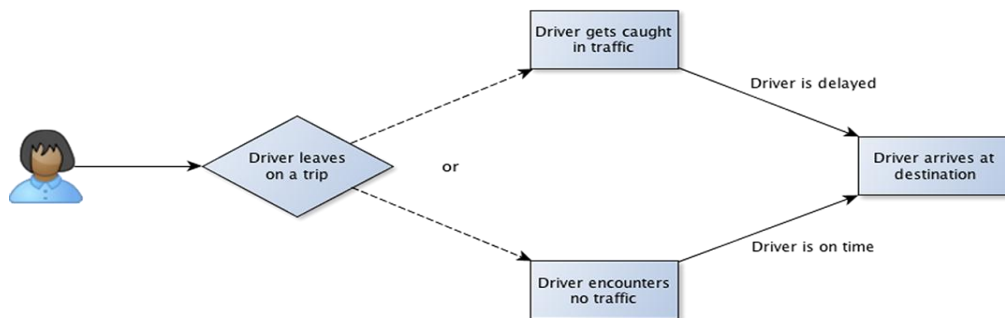 Driver gets caught
in traffic
Driver is delayed
Driver leaves
on a trip
or
Driver arrives at
destination
Driver is on time
Driver encounters
no traffic